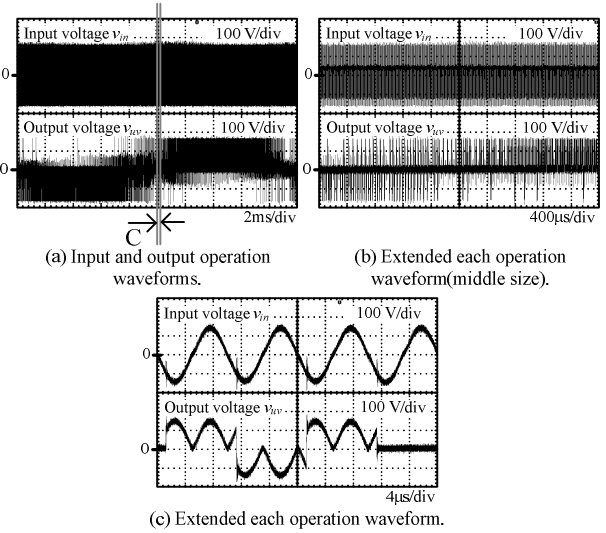 Input voltage vin 100 V/div
0
Output voltage vuv 100 V/div
0
2ms/div
C
(a) Input and output operation
waveforms.
Input voltage vin 100 V/div
0
Output voltage vuv 100 V/div
0
400μs/div
(b) Extended each operation
waveform(middle size).
Input voltage vin 100 V/div
0
Output voltage vuv 100 V/div
0
4μs/div
(c) Extended each operation waveform.